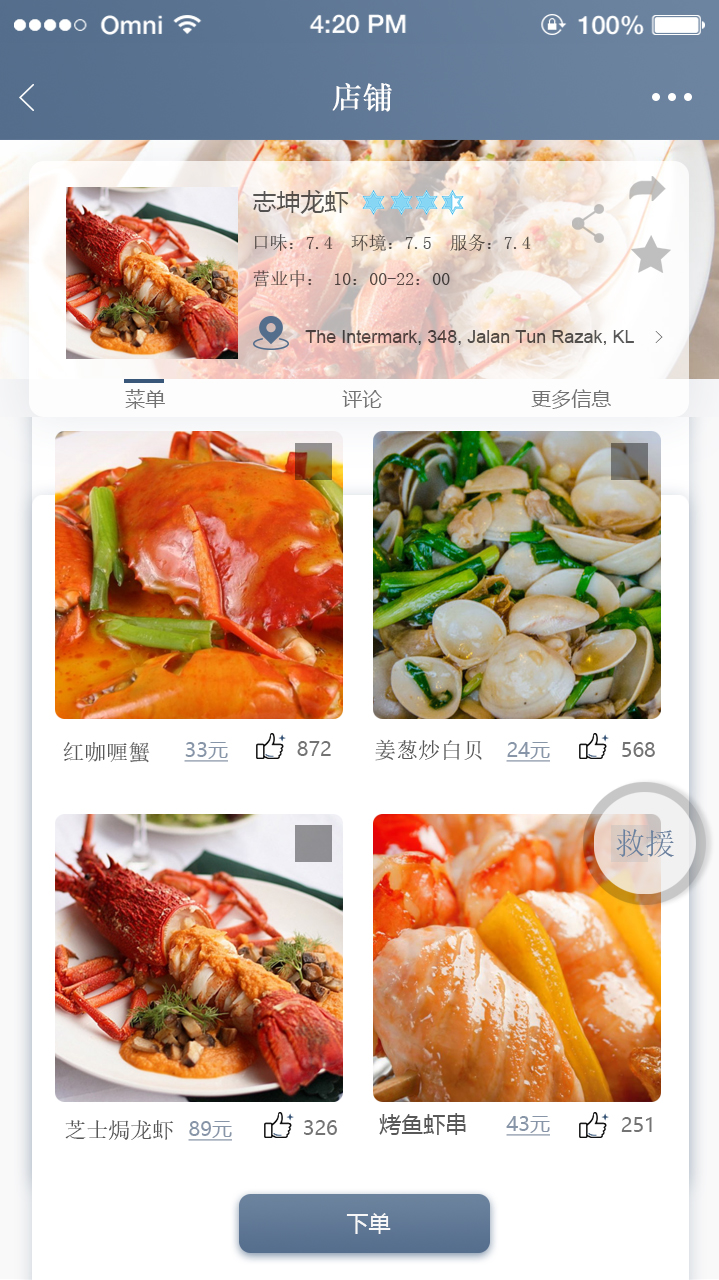 Omni 4:20 PM 100%
店铺
志坤龙虾
口味：7.4 环境：7.5 服务：7.4
营业中： 10：00-22：00
The Intermark, 348, Jalan Tun Razak, KL
菜单 评论 更多信息
红咖喱蟹 33元 872
姜葱炒白贝 24元 568
救援
芝士焗龙虾 89元 326
烤鱼虾串 43元 251
下单